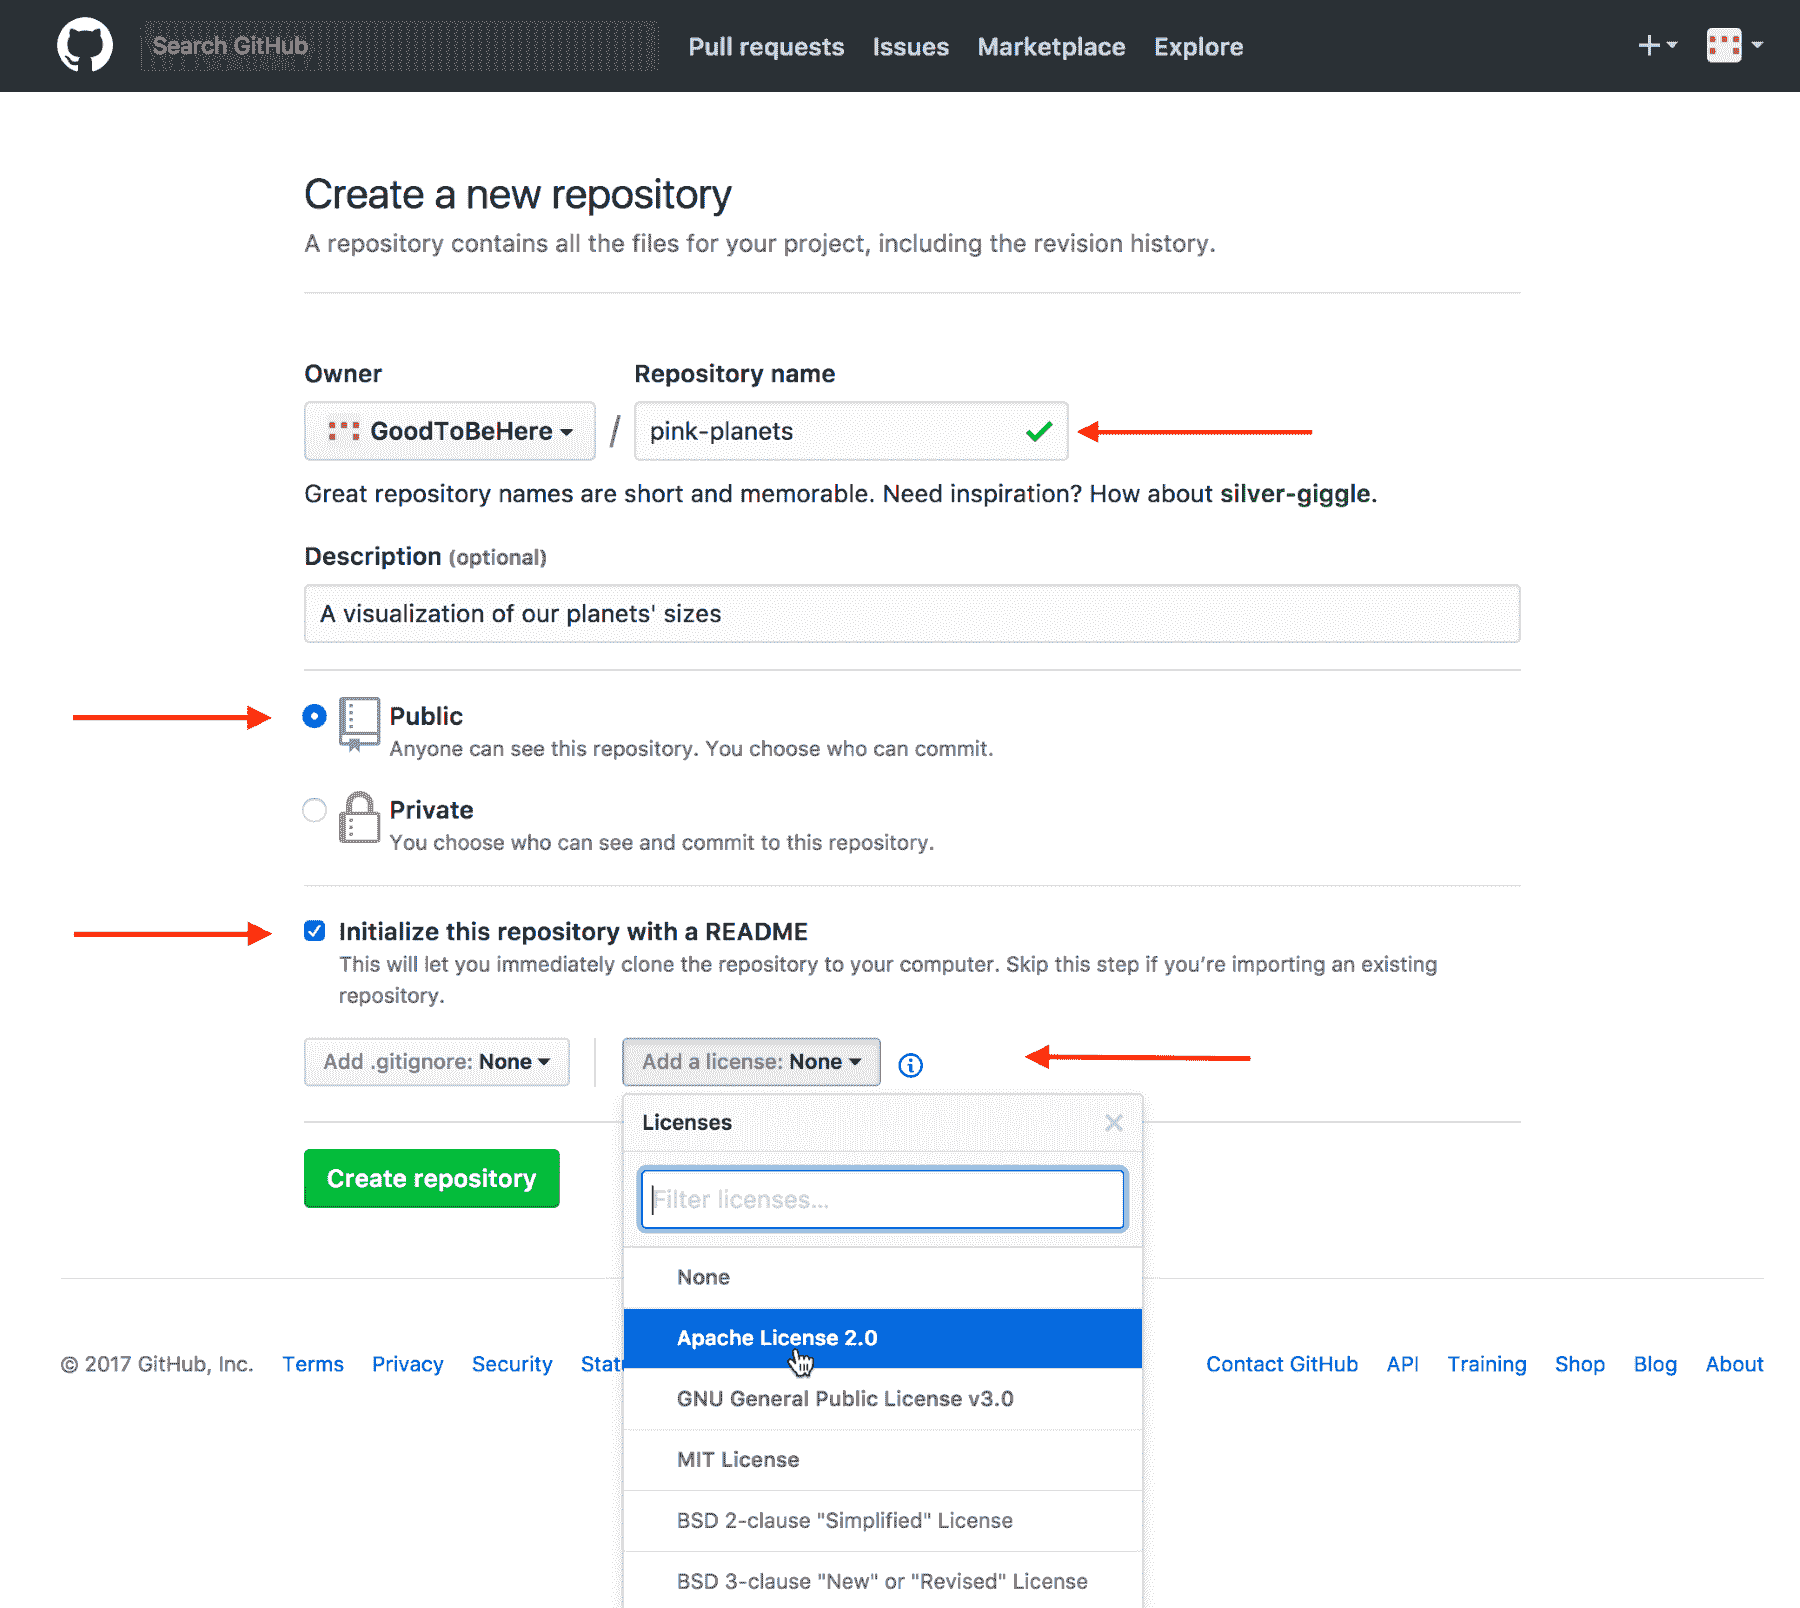 Search GitHub Pull requests Issues Marketplace Explore
Create a new repository
A repository contains all the files for your project, including the revision history.
Owner Repository name
GoodToBeHere / pink-planets
Great repository names are short and memorable. Need inspiration? How about silver-giggle.
Description (optional)
A visualization of our planets' sizes
Public
Anyone can see this repository. You choose who can commit.
Private
You choose who can see and commit to this repository.
Initialize this repository with a README
This will let you immediately clone the repository to your computer. Skip this step if you’re importing an existing
repository.
Add .gitignore: None Add a license: None
Licenses
Create repository
Filter licenses...
None
Apache License 2.0
© 2017 GitHub, Inc. Terms Privacy Security Contact GitHub API Training Shop Blog About
GNU General Public License v3.0
MIT License
BSD 2-clause "Simplified" License
BSD 3-clause "New" or "Revised" License